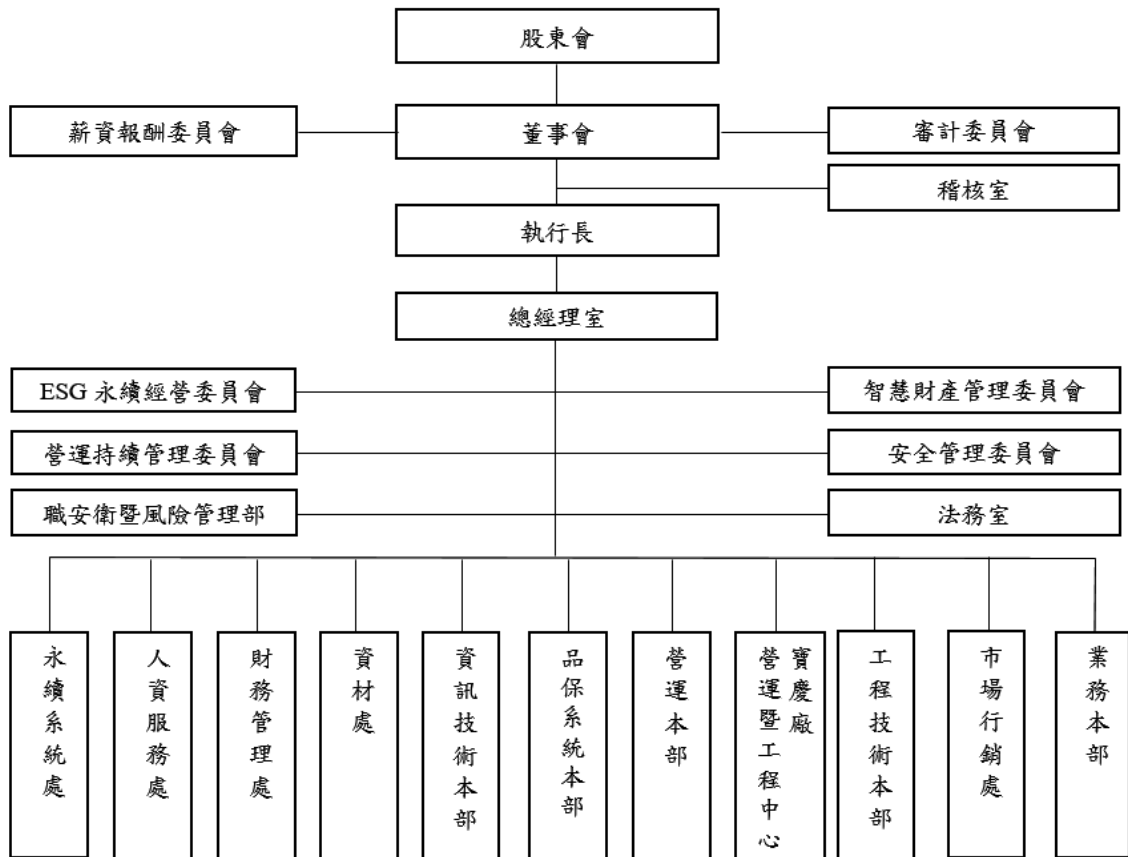 股東會
薪資報酬委員會
董事會
審計委員會
稽核室
執行長
總經理室
ESG 永續經營委員會
智慧財產管理委員會
營運持續管理委員會
安全管理委員會
職安衛暨風險管理部
法務室
永續系統處
人資服務處
財務管理處
資材處
資訊技術本部
品保系統本部
營運本部
寶慶廠
營運暨工程中心
工程技術本部
市場行銷處
業務本部